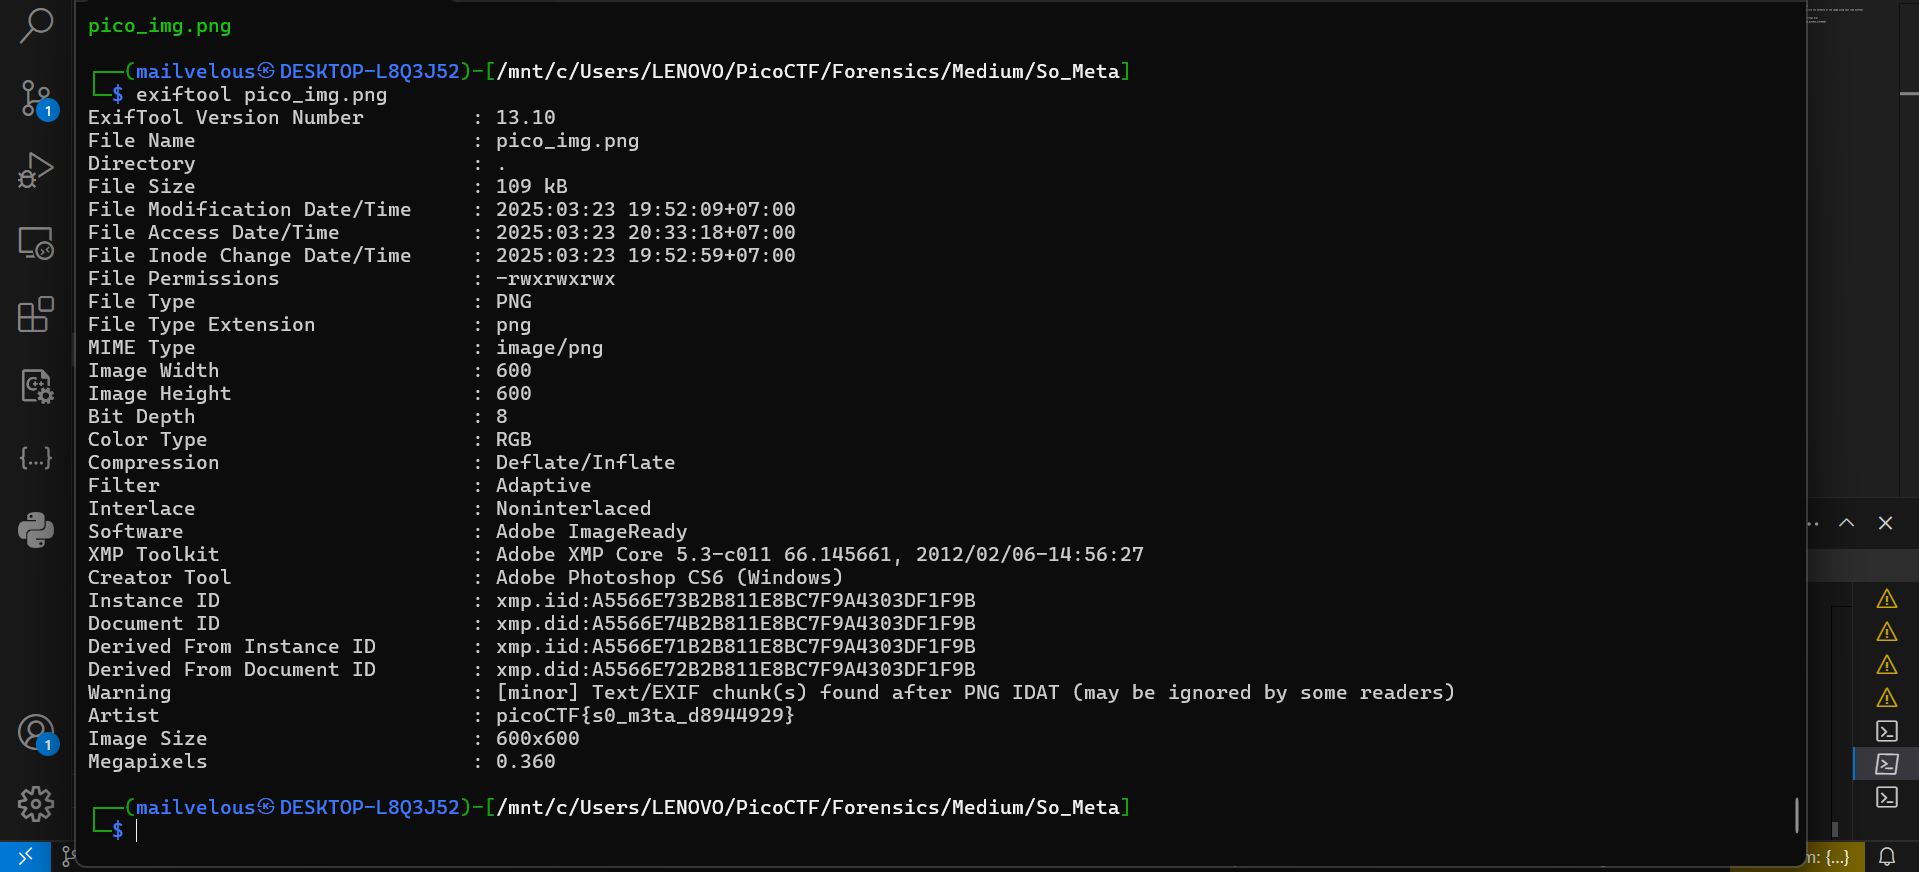 pico_img.png
┌──(mailvelous㉿DESKTOP-L8Q3J52)-[/mnt/c/Users/LENOVO/PicoCTF/Forensics/Medium/So_Meta]
└─$ exiftool pico_img.png
ExifTool Version Number : 13.10
File Name : pico_img.png
Directory : .
File Size : 109 kB
File Modification Date/Time : 2025:03:23 19:52:09+07:00
File Access Date/Time : 2025:03:23 20:33:18+07:00
File Inode Change Date/Time : 2025:03:23 19:52:59+07:00
File Permissions : -rwxrwxrwx
File Type : PNG
File Type Extension : png
MIME Type : image/png
Image Width : 600
Image Height : 600
Bit Depth : 8
Color Type : RGB
Compression : Deflate/Inflate
Filter : Adaptive
Interlace : Noninterlaced
Software : Adobe ImageReady
XMP Toolkit : Adobe XMP Core 5.3-c011 66.145661, 2012/02/06-14:56:27
Creator Tool : Adobe Photoshop CS6 (Windows)
Instance ID : xmp.iid:A5566E73B2B811E8BC7F9A4303DF1F9B
Document ID : xmp.did:A5566E74B2B811E8BC7F9A4303DF1F9B
Derived From Instance ID : xmp.iid:A5566E71B2B811E8BC7F9A4303DF1F9B
Derived From Document ID : xmp.did:A5566E72B2B811E8BC7F9A4303DF1F9B
Warning : [minor] Text/EXIF chunk(s) found after PNG IDAT (may be ignored by some readers)
Artist : picoCTF{s0_m3ta_d8944929}
Image Size : 600x600
Megapixels : 0.360
┌──(mailvelous㉿DESKTOP-L8Q3J52)-[/mnt/c/Users/LENOVO/PicoCTF/Forensics/Medium/So_Meta]
└─$
1
1
m: {...}